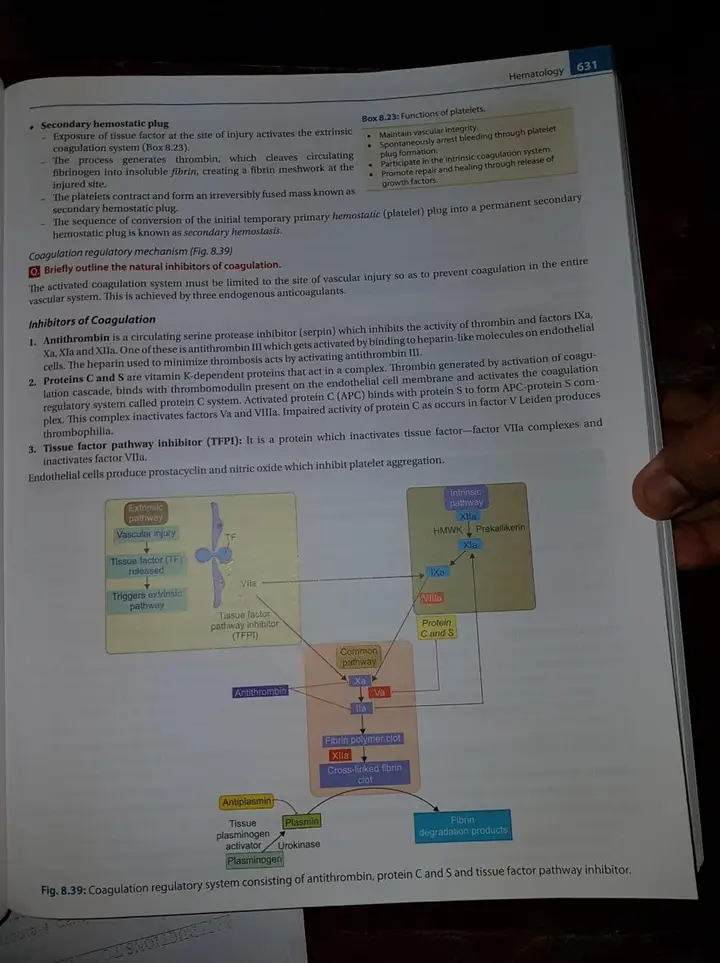 Hematology 631
• Secondary hemostatic plug
– Exposure of tissue factor at the site of injury activates the extrinsic
coagulation system (Box 8.23).
– The process generates thrombin, which cleaves circulating
fibrinogen into insoluble fibrin, creating a fibrin meshwork at the
injured site.
– The platelets contract and form an irreversibly fused mass known as
secondary hemostatic plug.
– The sequence of conversion of the initial temporary primary hemostatic (platelet) plug into a permanent secondary
hemostatic plug is known as secondary hemostasis.
Box 8.23: Functions of platelets.
• Maintain vascular integrity.
• Spontaneously arrest bleeding through platelet
plug formation.
• Participate in the intrinsic coagulation system.
• Promote repair and healing through release of
growth factors.
Coagulation regulatory mechanism (Fig. 8.39)
Q. Briefly outline the natural inhibitors of coagulation.
The activated coagulation system must be limited to the site of vascular injury so as to prevent coagulation in the entire
vascular system. This is achieved by three endogenous anticoagulants.
Inhibitors of Coagulation
1. Antithrombin is a circulating serine protease inhibitor (serpin) which inhibits the activity of thrombin and factors IXa,
Xa, XIa and XIIa. One of these is antithrombin III which gets activated by binding to heparin-like molecules on endothelial
cells. The heparin used to minimize thrombosis acts by activating antithrombin III.
2. Proteins C and S are vitamin K-dependent proteins that act in a complex. Thrombin generated by activation of coagu-
lation cascade, binds with thrombomodulin present on the endothelial cell membrane and activates the coagulation
regulatory system called protein C system. Activated protein C (APC) binds with protein S to form APC-protein S com-
plex. This complex inactivates factors Va and VIIIa. Impaired activity of protein C as occurs in factor V Leiden produces
thrombophilia.
3. Tissue factor pathway inhibitor (TFPI): It is a protein which inactivates tissue factor—factor VIIa complexes and
inactivates factor VIIa.
Endothelial cells produce prostacyclin and nitric oxide which inhibit platelet aggregation.
Extrinsic
pathway
Vascular injury
Tissue factor (TF)
released
Triggers extrinsic
pathway
TF
VIIa
Tissue factor
pathway inhibitor
(TFPI)
Intrinsic
pathway
XIIa
HMWK Prekallikerin
XIa
IXa
VIIIa
Protein
C and S
Common
pathway
Xa
Va
Antithrombin
IIa
Fibrin polymer clot
XIIa
Cross-linked fibrin
clot
Antiplasmin
Plasmin
Tissue
plasminogen
activator
Urokinase
Plasminogen
Fibrin
degradation products
Fig. 8.39: Coagulation regulatory system consisting of antithrombin, protein C and S and tissue factor pathway inhibitor.